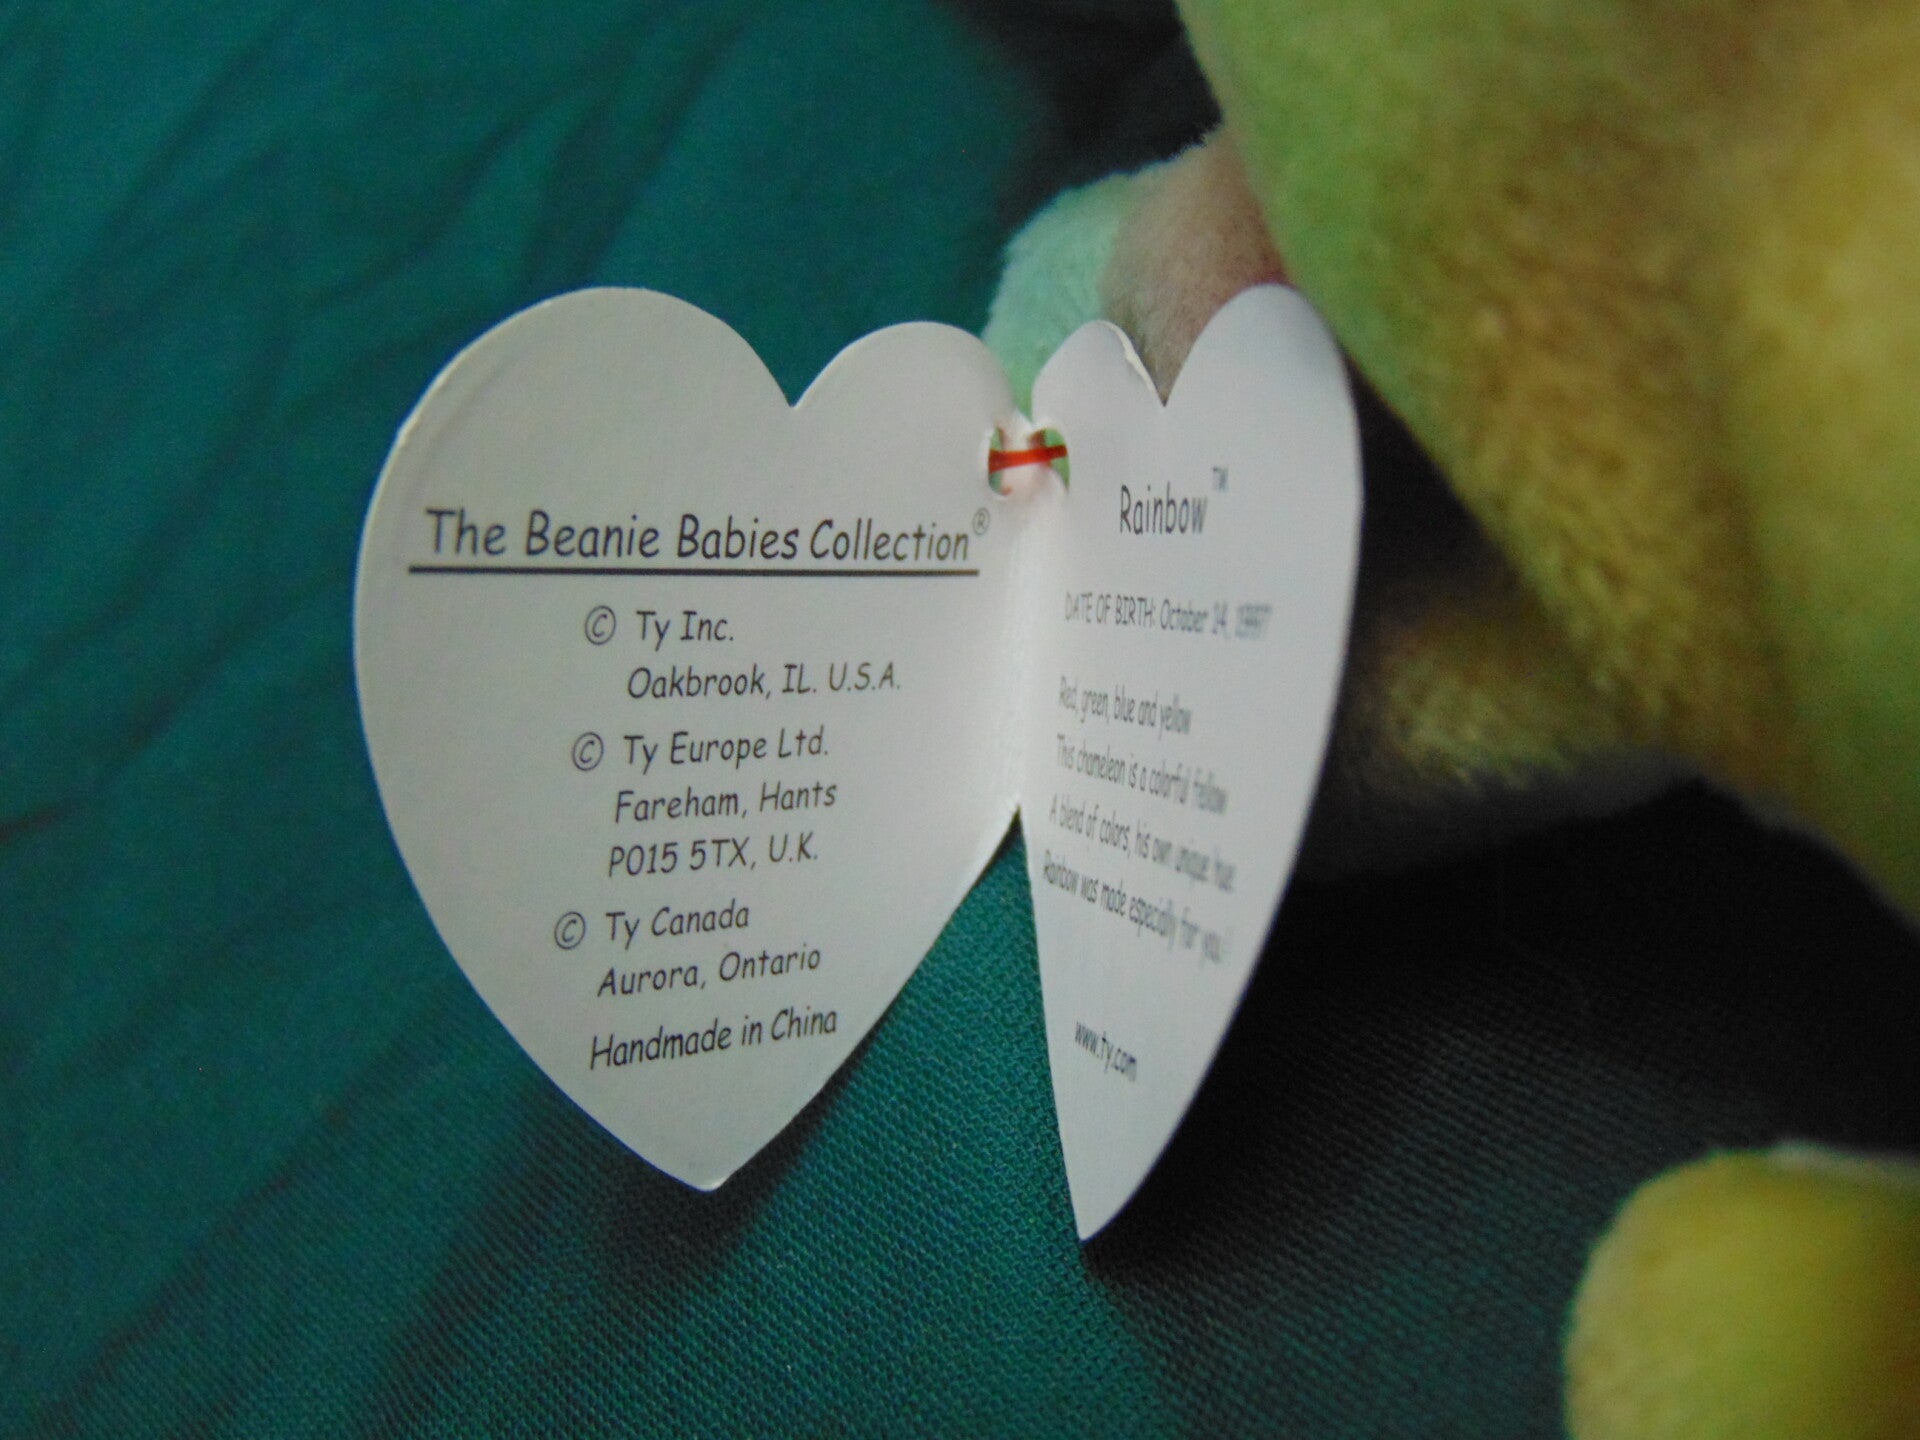 The Beanie Babies Collection®
© Ty Inc.
Oakbrook, IL. U.S.A.
© Ty Europe Ltd.
Fareham, Hants
PO15 5TX, U.K.
© Ty Canada
Aurora, Ontario
Handmade in China
Rainbow™
DATE OF BIRTH: October 14, 1997
Red, green, blue and yellow
This chameleon is a colorful fellow
A blend of colors, his own unique hue
Rainbow was made especially for you!
www.ty.com